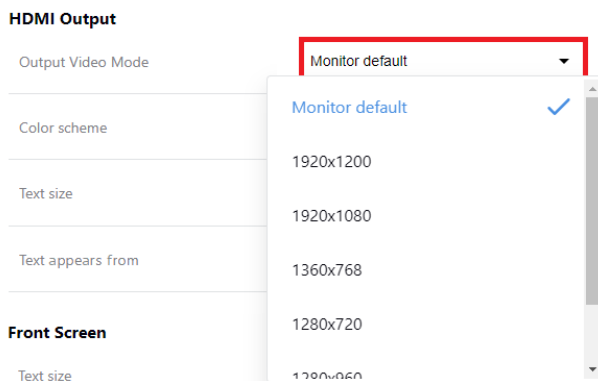 HDMI Output
Output Video Mode
Monitor default
Monitor default
Color scheme
1920x1200
Text size
1920x1080
Text appears from
1360x768
Front Screen
1280x720
Text size
1280x960